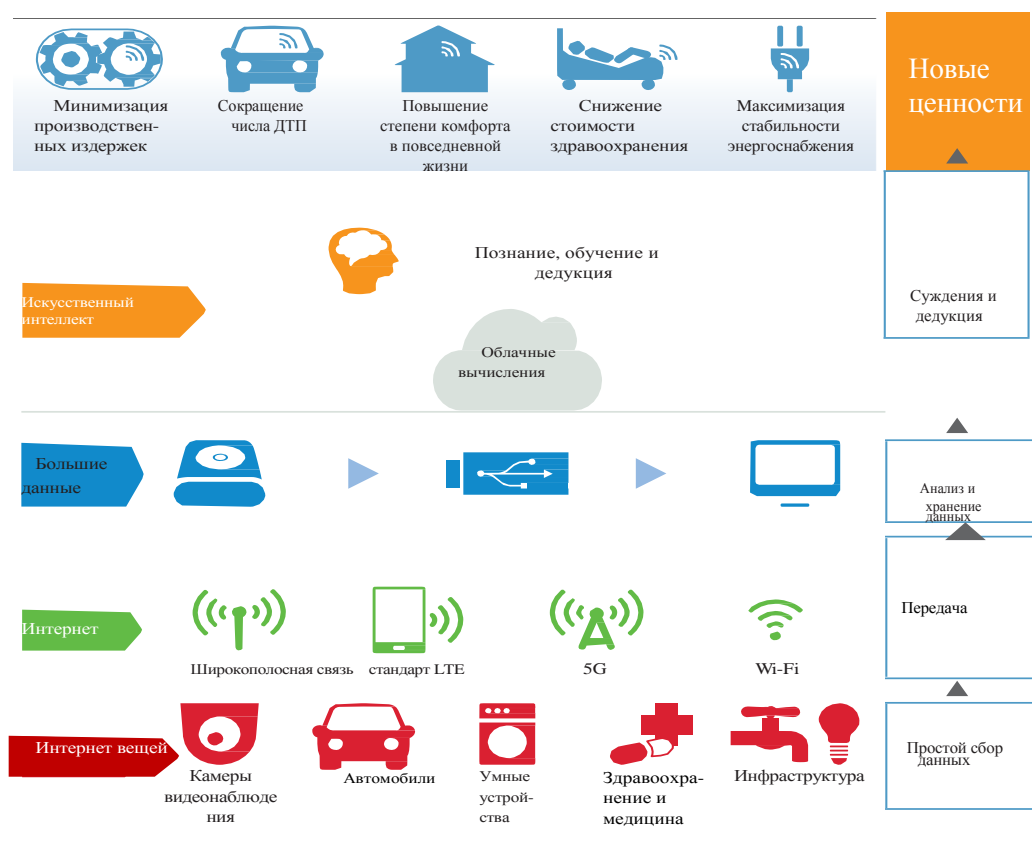 Минимизация
производствен-
ных издержек
Сокращение
числа ДТП
Повышение
степени комфорта
в повседневной
жизни
Снижение
стоимости
здравоохранения
Максимизация
стабильности
энергоснабжения
Новые
ценности
Искусственный
интеллект
Познание, обучение и
дедукция
Облачные
вычисления
Суждения и
дедукция
Большие
данные
Анализ и
хранение
данных
Интернет
Широкополосная связь
стандарт LTE
5G
Wi-Fi
Передача
Интернет вещей
Камеры
видеонаблюде
ния
Автомобили
Умные
устрой-
ства
Здравоохра-
нение и
медицина
Инфраструктура
Простой сбор
данных